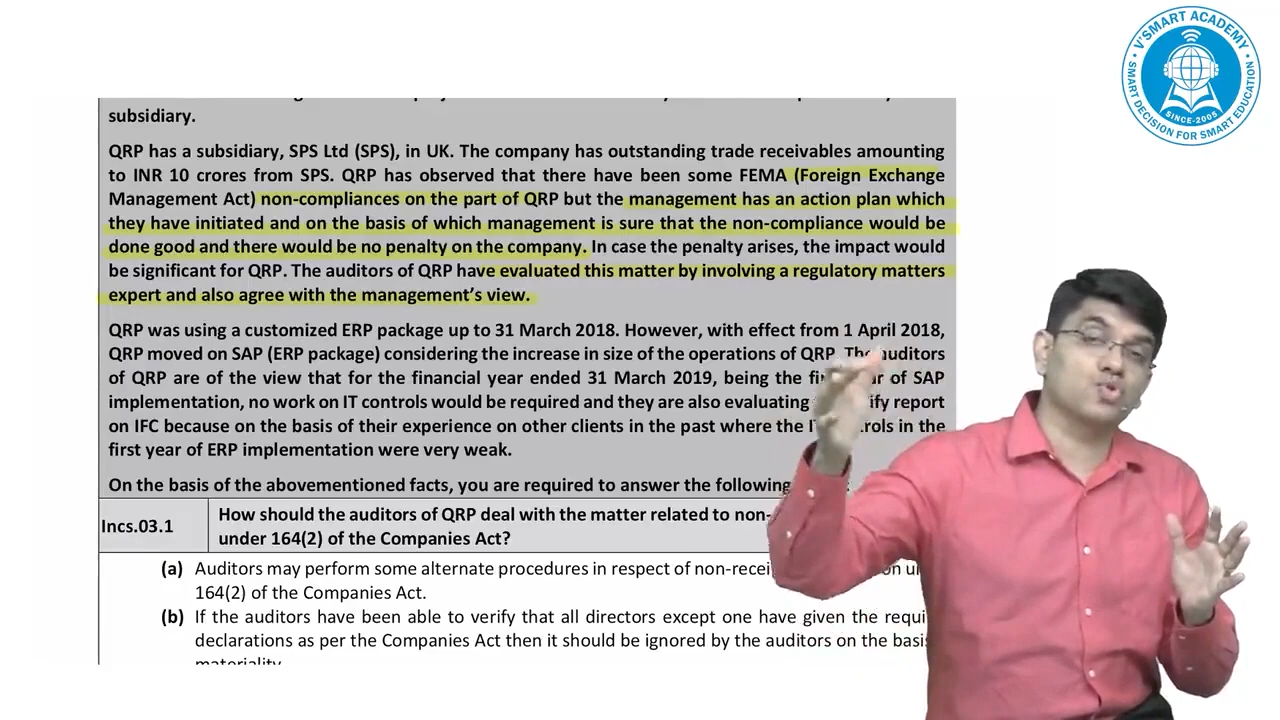 V'SMART ACADEMY
SMART DECISION FOR SMART EDUCATION
SINCE-2005
subsidiary.
QRP has a subsidiary, SPS Ltd (SPS), in UK. The company has outstanding trade receivables amounting
to INR 10 crores from SPS. QRP has observed that there have been some FEMA (Foreign Exchange
Management Act) non-compliances on the part of QRP but the management has an action plan which
they have initiated and on the basis of which management is sure that the non-compliance would be
done good and there would be no penalty on the company. In case the penalty arises, the impact would
be significant for QRP. The auditors of QRP have evaluated this matter by involving a regulatory matters
expert and also agree with the management's view.
QRP was using a customized ERP package up to 31 March 2018. However, with effect from 1 April 2018,
QRP moved on SAP (ERP package) considering the increase in size of the operations of QRP. The auditors
of QRP are of the view that for the financial year ended 31 March 2019, being the of SAP
implementation, no work on IT controls would be required and they are also evaluating report
on IFC because on the basis of their experience on other clients in the past where the in the
first year of ERP implementation were very weak.
On the basis of the abovementioned facts, you are required to answer the following
Incs.03.1
How should the auditors of QRP deal with the matter related to non-
under 164(2) of the Companies Act?
(a) Auditors may perform some alternate procedures in respect of
164(2) of the Companies Act.
(b) If the auditors have been able to verify that all directors except one have given the
declarations as per the Companies Act then it should be ignored by the auditors on the basis
materiality.